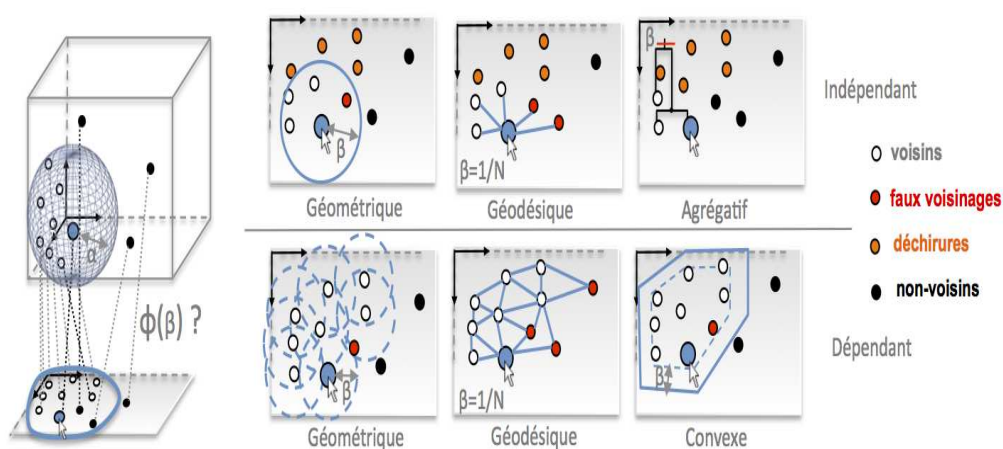 α
ϕ(β) ?
β
Géométrique
β=1/N
Géodésique
β
Agrégatif
Indépendant
voisins
faux voisinages
déchirures
non-voisins
β
Géométrique
β=1/N
Géodésique
β
Convexe
Dépendant